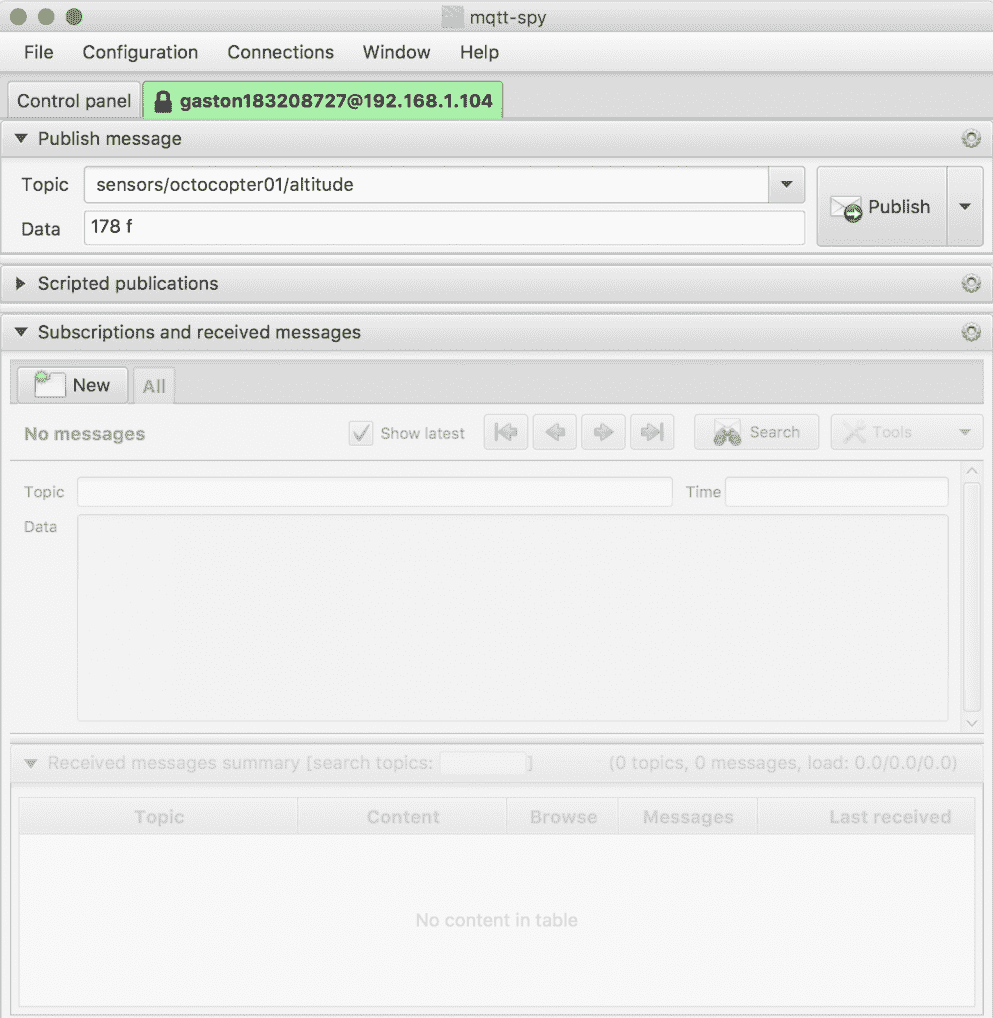 mqtt-spy
File Configuration Connections Window Help
Control panel gaston183208727@192.168.1.104
Publish message
Topic sensors/octocopter01/altitude
Publish
Data 178 f
Scripted publications
Subscriptions and received messages
New All
No messages Show latest Search Tools
Topic Time
Data
Received messages summary [search topics: ] (0 topics, 0 messages, load: 0.0/0.0/0.0)
Topic Content Browse Messages Last received
No content in table